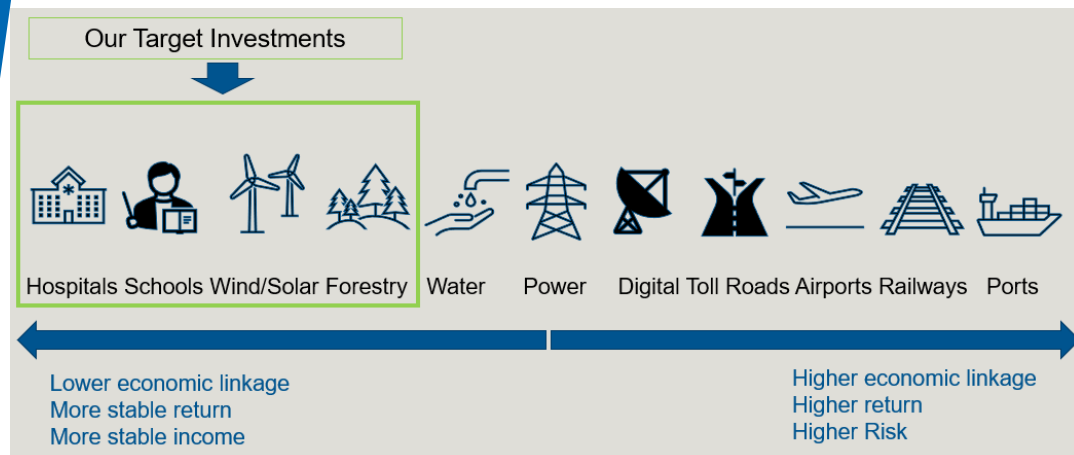 Our Target Investments
Hospitals Schools Wind/Solar Forestry Water Power Digital Toll Roads Airports Railways Ports
Lower economic linkage
More stable return
More stable income
Higher economic linkage
Higher return
Higher Risk